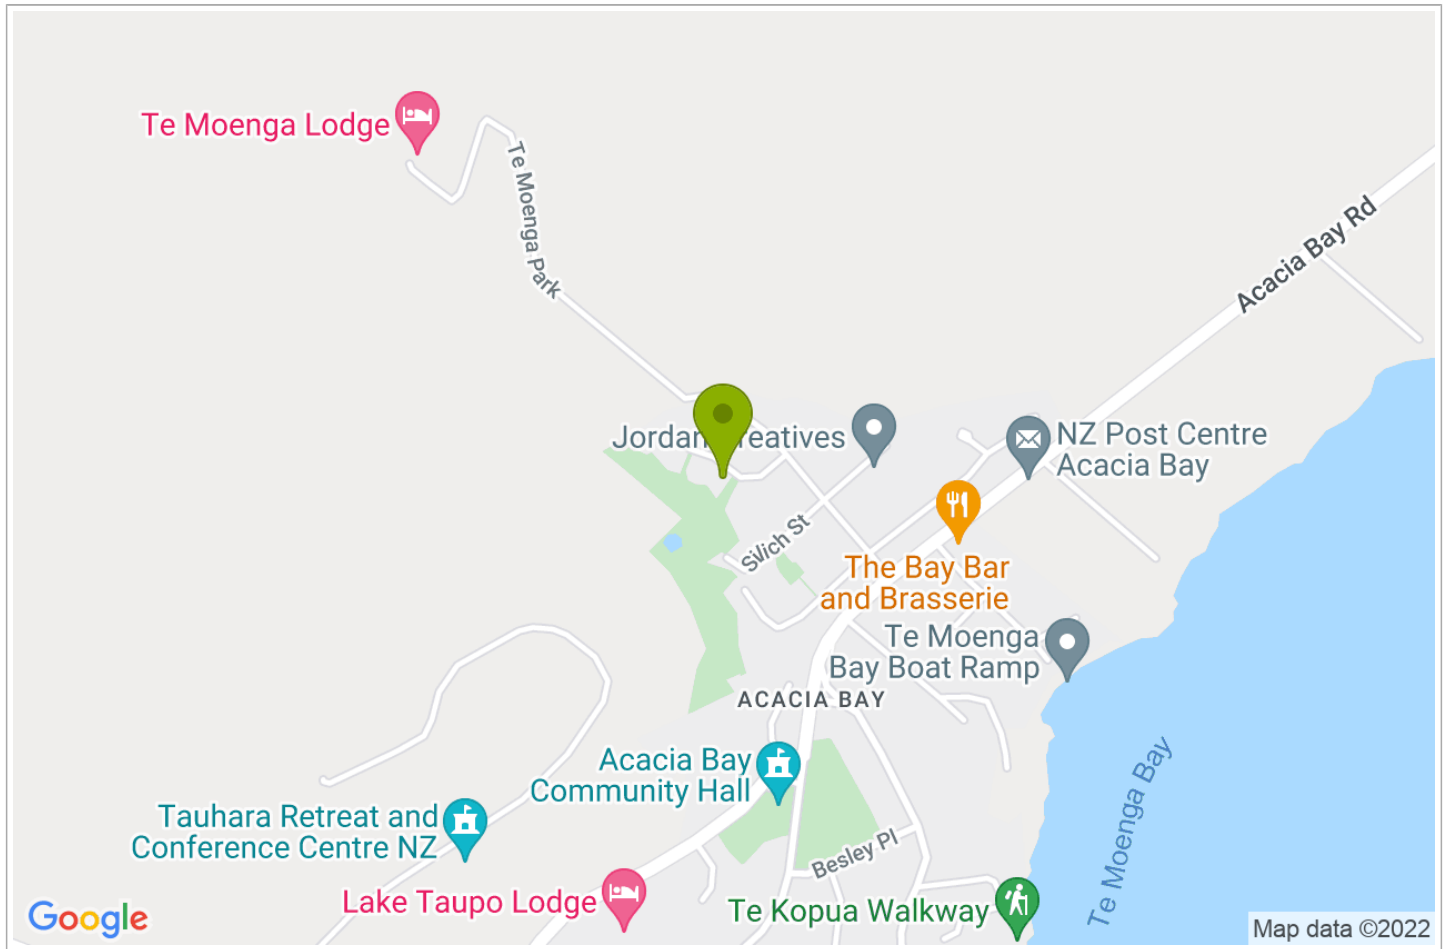 Te Moenga Lodge
Te Moenga Park
Acacia Bay Rd
Jordan reatives
NZ Post Centre
Acacia Bay
Silich St
The Bay Bar
and Brasserie
Te Moenga
Bay Boat Ramp
ACACIA BAY
Acacia Bay
Community Hall
Te Moenga Bay
Tauhara Retreat and
Conference Centre NZ
Besley Pl
Lake Taupo Lodge
Te Kopua Walkway
Google
Map data ©2022